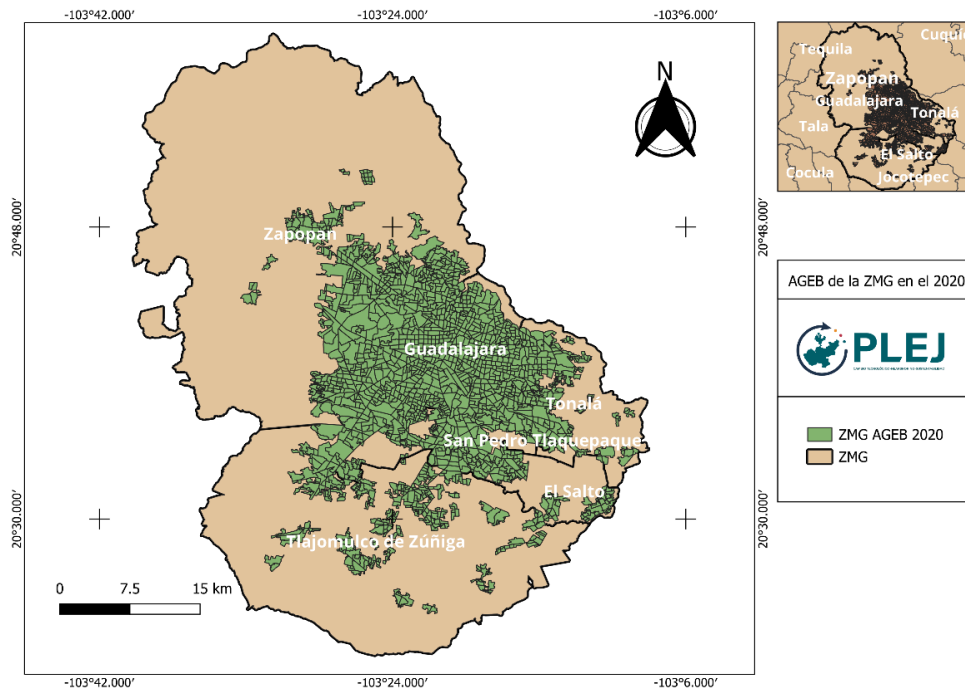 -103°42.000'
-103°24.000'
-103°6.000'
N
20°48.000'
20°48.000'
Zapopan
Guadalajara
Tonalá
San Pedro Tlaquepaque
El Salto
Tlajomulco de Zúñiga
20°30.000'
20°30.000'
0 7.5 15 km
-103°42.000'
-103°24.000'
-103°6.000'
Tequila
Cuquío
Zapopan
Guadalajara
Tonalá
Tala
El Salto
Cocula
Jocotepec
AGEB de la ZMG en el 2020
PLEJ
ZMG AGEB 2020
ZMG